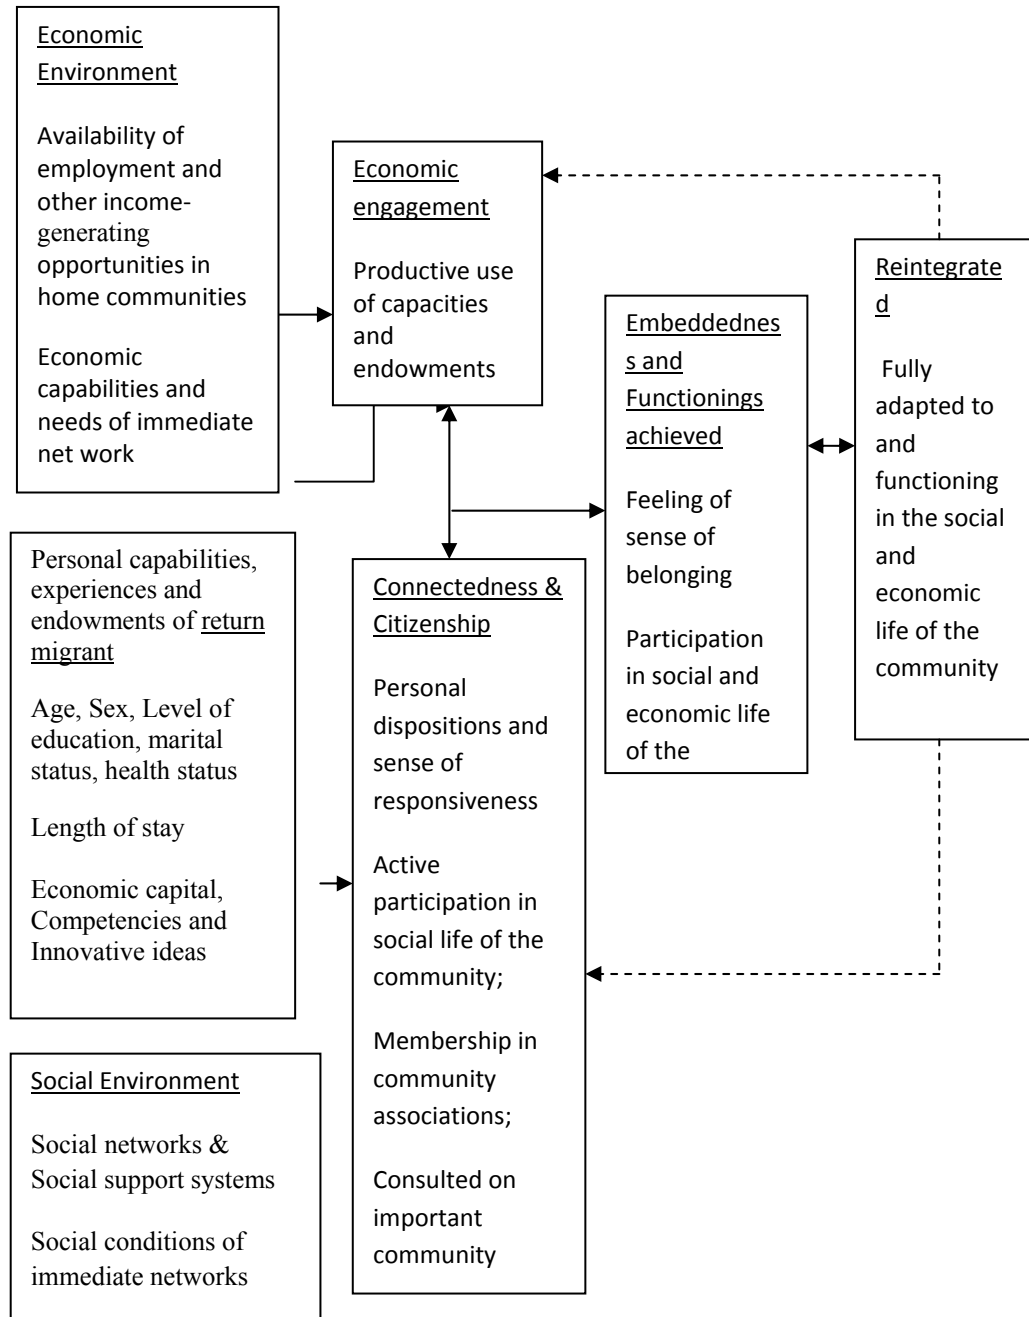 Economic
Environment
Availability of
employment and
other income-
generating
opportunities in
home communities
Economic
capabilities and
needs of immediate
net work
Economic
engagement
Productive use
of capacities
and
endowments
Personal capabilities,
experiences and
endowments of return
migrant
Age, Sex, Level of
education, marital
status, health status
Length of stay
Economic capital,
Competencies and
Innovative ideas
Social Environment
Social networks &
Social support systems
Social conditions of
immediate networks
Connectedness &
Citizenship
Personal
dispositions and
sense of
responsiveness
Active
participation in
social life of the
community;
Membership in
community
associations;
Consulted on
important
community
Embeddednes
s and
Functionings
achieved
Feeling of
sense of
belonging
Participation
in social and
economic life
of the
Reintegrate
d
Fully
adapted to
and
functioning
in the social
and
economic
life of the
community